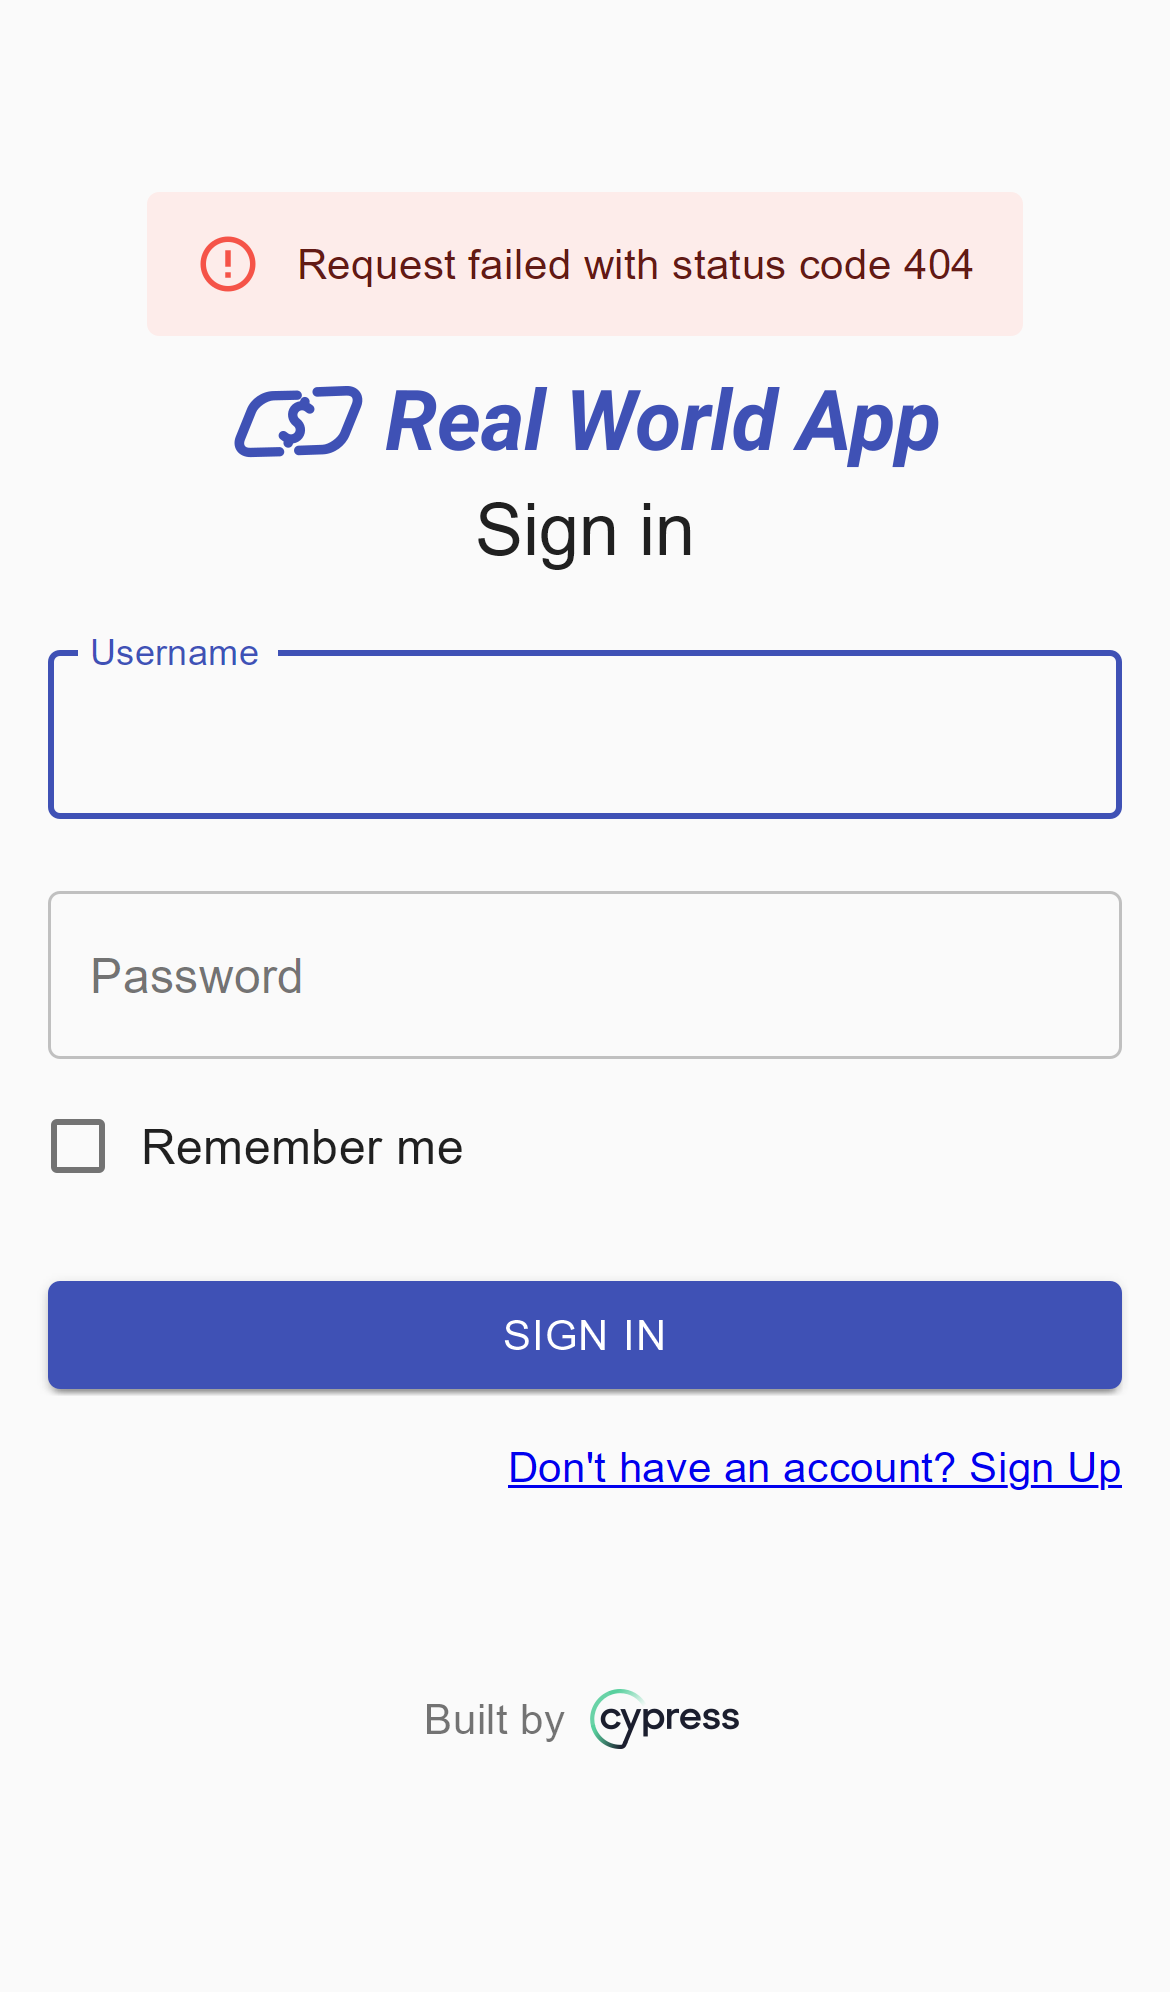 Request failed with status code 404
Real World App
Sign in
Username
Password
Remember me
SIGN IN
Don't have an account? Sign Up
Built by cypress